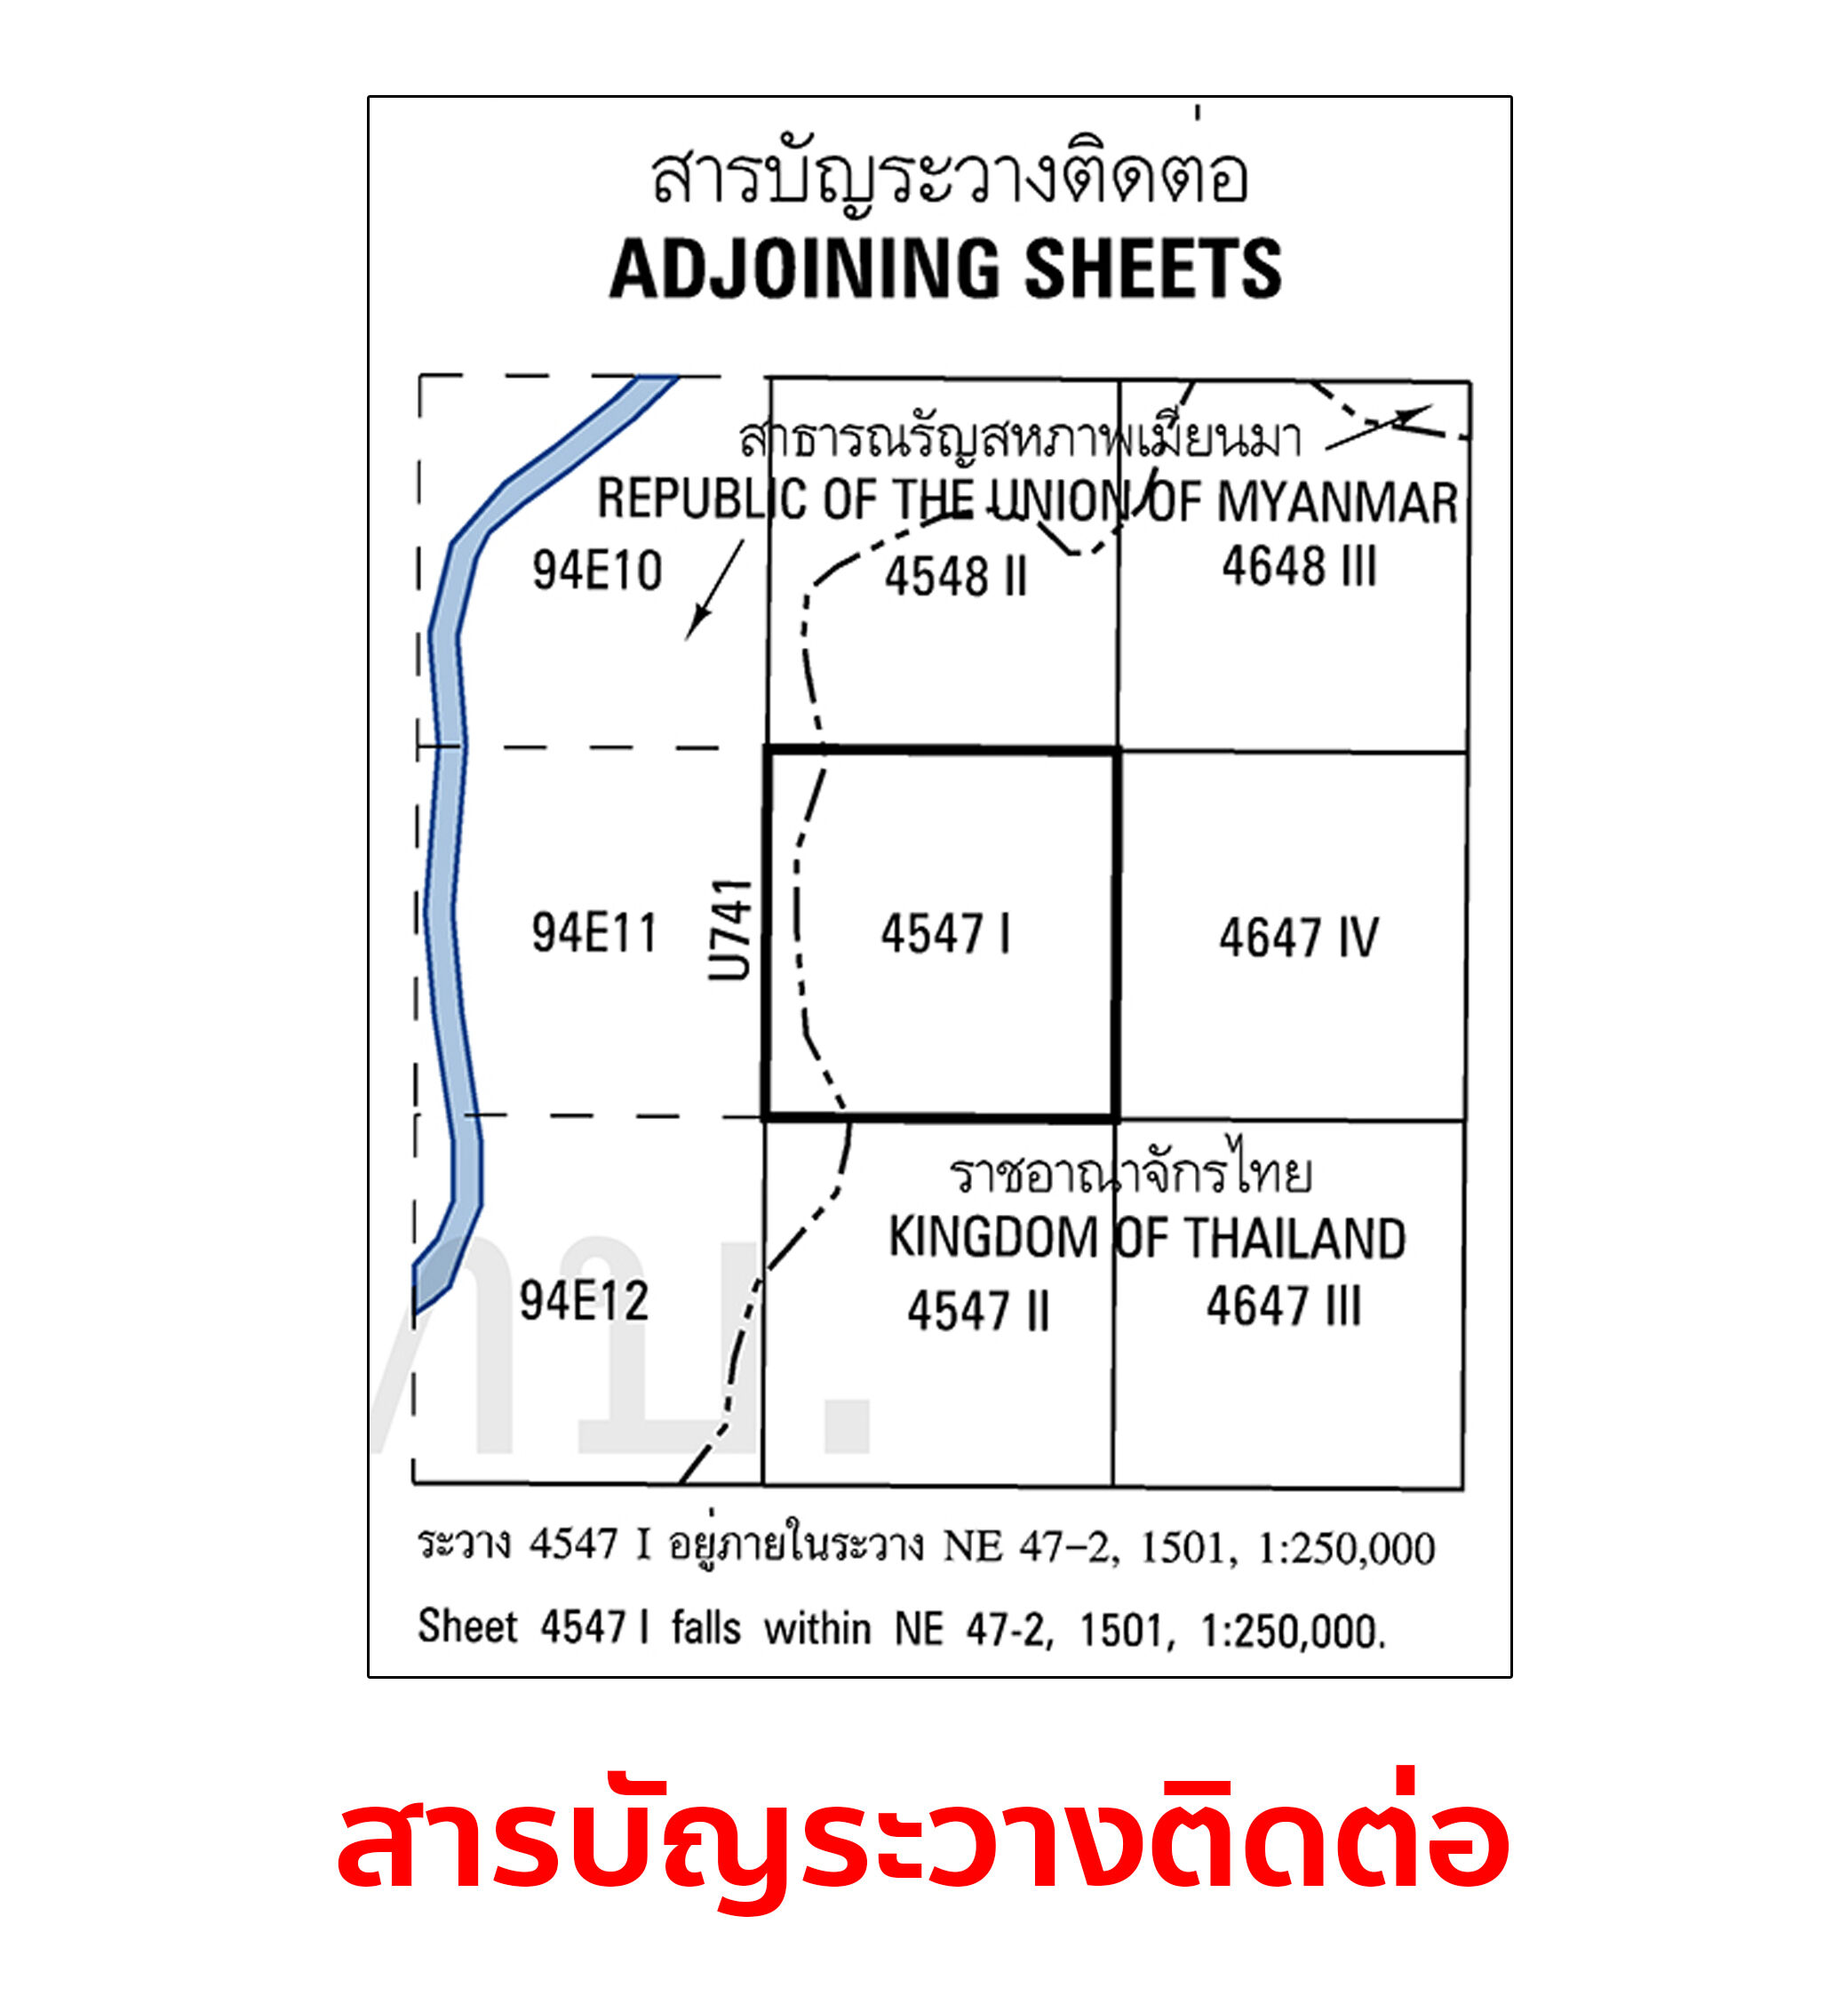 สารบัญระวางติดต่อ
ADJOINING SHEETS
สาธารณรัญสหภาพเมียนมา
REPUBLIC OF THE UNION OF MYANMAR
94E10
4548 II
4648 III
94E11
U741
4547 I
4647 IV
ราชอาณาจักรไทย
KINGDOM OF THAILAND
94E12
4547 II
4647 III
ระวาง 4547 I อยู่ภายในระวาง NE 47-2, 1501, 1:250,000
Sheet 4547 I falls within NE 47-2, 1501, 1:250,000.
สารบัญระวางติดต่อ